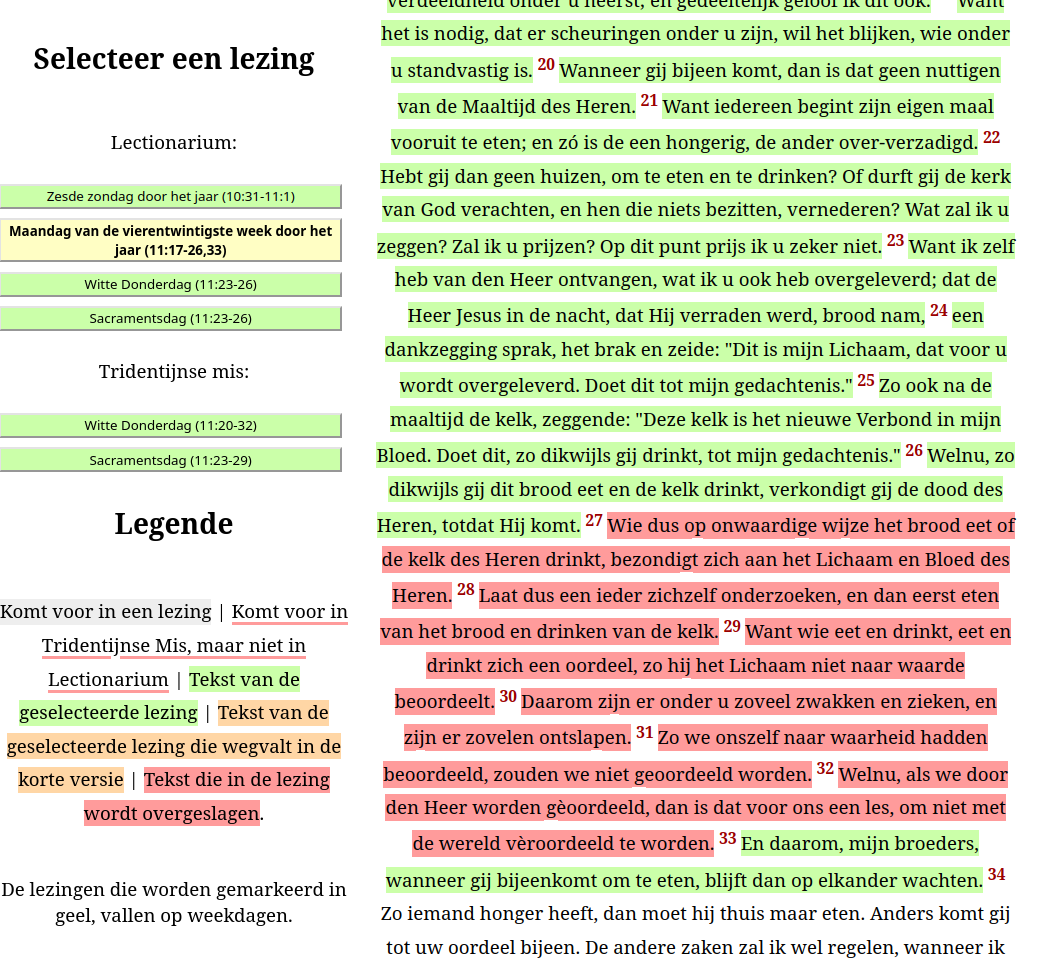 Selecteer een lezing
Lectionarium:
Zesde zondag door het jaar (10:31-11:1)
Maandag van de vierentwintigste week door het
jaar (11:17-26,33)
Witte Donderdag (11:23-26)
Sacramentsdag (11:23-26)
Tridentijnse mis:
Witte Donderdag (11:20-32)
Sacramentsdag (11:23-29)
Legende
Komt voor in een lezing | Komt voor in
Tridentijnse Mis, maar niet in
Lectionarium | Tekst van de
geselecteerde lezing | Tekst van de
geselecteerde lezing die wegvalt in de
korte versie | Tekst die in de lezing
wordt overgeslagen.
De lezingen die worden gemarkeerd in
geel, vallen op weekdagen.
verdeeldheid onder u heerst, en gedeeltelijk geloof ik dit ook. Want
het is nodig, dat er scheuringen onder u zijn, wil het blijken, wie onder
u standvastig is. 20 Wanneer gij bijeen komt, dan is dat geen nuttigen
van de Maaltijd des Heren. 21 Want iedereen begint zijn eigen maal
vooruit te eten; en zó is de een hongerig, de ander over-verzadigd. 22
Hebt gij dan geen huizen, om te eten en te drinken? Of durft gij de kerk
van God verachten, en hen die niets bezitten, vernederen? Wat zal ik u
zeggen? Zal ik u prijzen? Op dit punt prijs ik u zeker niet. 23 Want ik zelf
heb van den Heer ontvangen, wat ik u ook heb overgeleverd; dat de
Heer Jesus in de nacht, dat Hij verraden werd, brood nam, 24 een
dankzegging sprak, het brak en zeide: "Dit is mijn Lichaam, dat voor u
wordt overgeleverd. Doet dit tot mijn gedachtenis." 25 Zo ook na de
maaltijd de kelk, zeggende: "Deze kelk is het nieuwe Verbond in mijn
Bloed. Doet dit, zo dikwijls gij drinkt, tot mijn gedachtenis." 26 Welnu, zo
dikwijls gij dit brood eet en de kelk drinkt, verkondigt gij de dood des
Heren, totdat Hij komt. 27 Wie dus op onwaardige wijze het brood eet of
de kelk des Heren drinkt, bezondigt zich aan het Lichaam en Bloed des
Heren. 28 Laat dus een ieder zichzelf onderzoeken, en dan eerst eten
van het brood en drinken van de kelk. 29 Want wie eet en drinkt, eet en
drinkt zich een oordeel, zo hij het Lichaam niet naar waarde
beoordeelt. 30 Daarom zijn er onder u zoveel zwakken en zieken, en
zijn er zovelen ontslapen. 31 Zo we onszelf naar waarheid hadden
beoordeeld, zouden we niet geoordeeld worden. 32 Welnu, als we door
den Heer worden gèoordeeld, dan is dat voor ons een les, om niet met
de wereld vèroordeeld te worden. 33 En daarom, mijn broeders,
wanneer gij bijeenkomt om te eten, blijft dan op elkander wachten. 34
Zo iemand honger heeft, dan moet hij thuis maar eten. Anders komt gij
tot uw oordeel bijeen. De andere zaken zal ik wel regelen, wanneer ik